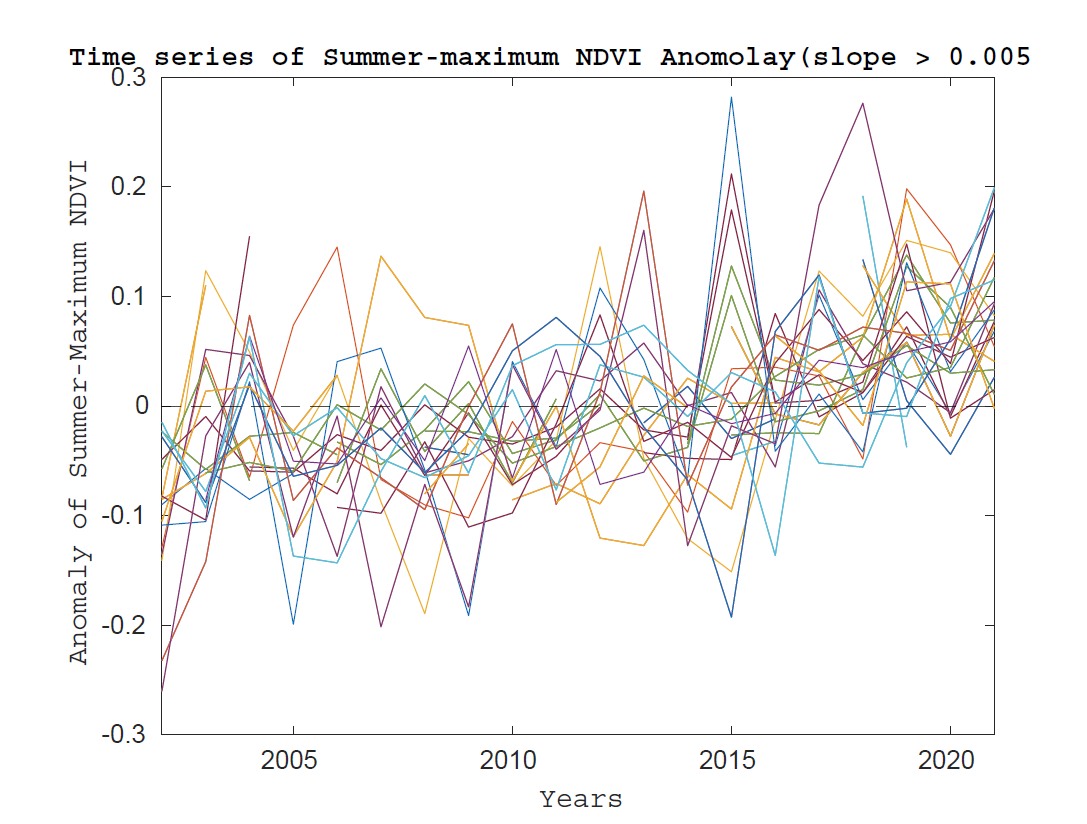 Time series of Summer-maximum NDVI Anomolay(slope > 0.005
0.3
0.2
0.1
0
-0.1
-0.2
-0.3
Anomaly of Summer-Maximum NDVI
2005 2010 2015 2020
Years